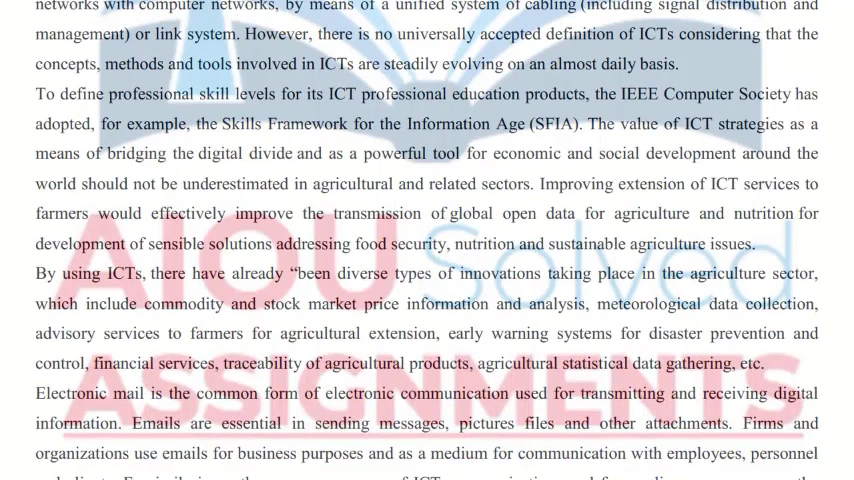 networks with computer networks, by means of a unified system of cabling (including signal distribution and
management) or link system. However, there is no universally accepted definition of ICTs considering that the
concepts, methods and tools involved in ICTs are steadily evolving on an almost daily basis.
To define professional skill levels for its ICT professional education products, the IEEE Computer Society has
adopted, for example, the Skills Framework for the Information Age (SFIA). The value of ICT strategies as a
means of bridging the digital divide and as a powerful tool for economic and social development around the
world should not be underestimated in agricultural and related sectors. Improving extension of ICT services to
farmers would effectively improve the transmission of global open data for agriculture and nutrition for
development of sensible solutions addressing food security, nutrition and sustainable agriculture issues.
By using ICTs, there have already “been diverse types of innovations taking place in the agriculture sector,
which include commodity and stock market price information and analysis, meteorological data collection,
advisory services to farmers for agricultural extension, early warning systems for disaster prevention and
control, financial services, traceability of agricultural products, agricultural statistical data gathering, etc.
Electronic mail is the common form of electronic communication used for transmitting and receiving digital
information. Emails are essential in sending messages, pictures files and other attachments. Firms and
organizations use emails for business purposes and as a medium for communication with employees, personnel
AIOU Solved
ASSIGNMENTS